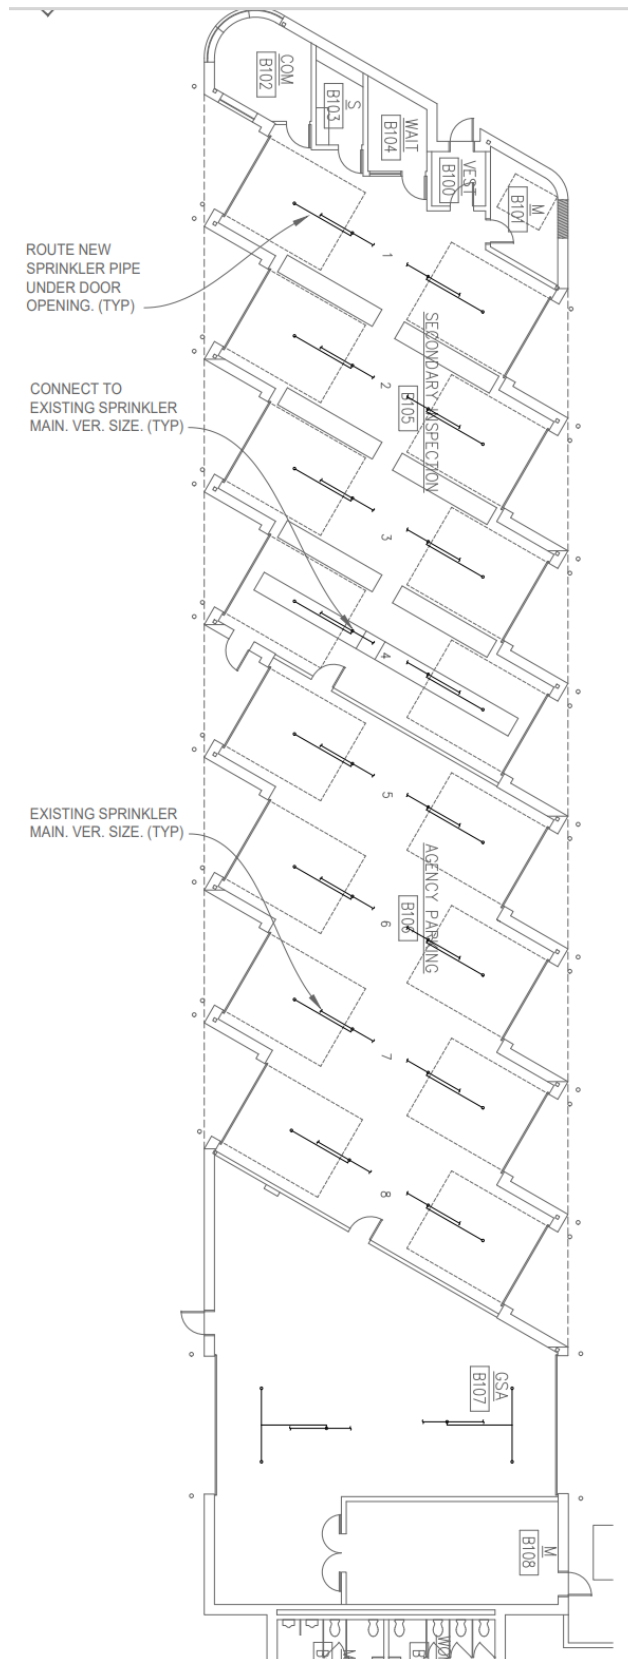 COM
B102
S
B103
WAIT
B104
VEST
B100
M
B101
ROUTE NEW
SPRINKLER PIPE
UNDER DOOR
OPENING. (TYP)
1
CONNECT TO
EXISTING SPRINKLER
MAIN. VER. SIZE. (TYP)
2
SECONDARY INSPECTION
B105
3
4
5
EXISTING SPRINKLER
MAIN. VER. SIZE. (TYP)
AGENCY PARKING
B106
6
7
8
GSA
B107
M
B108